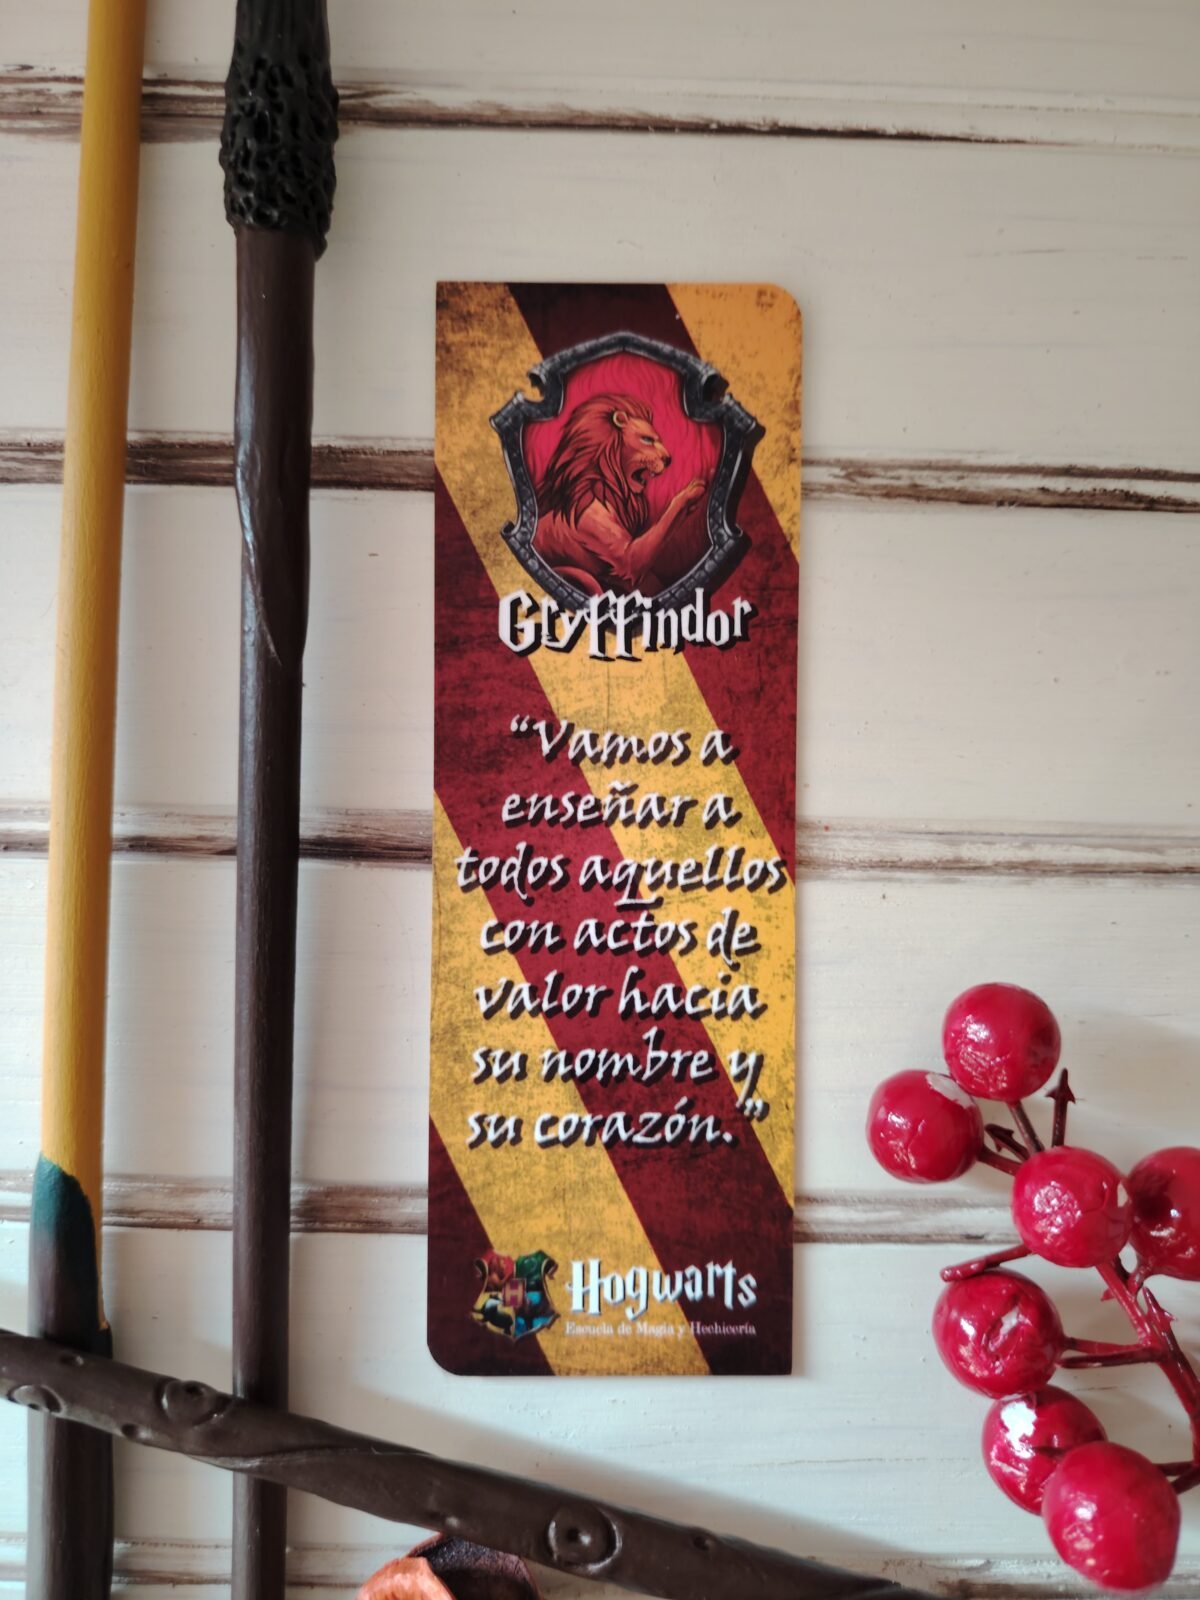 Gryffindor
“Vamos a
enseñar a
todos aquellos
con actos de
valor hacia
su nombre y
su corazón.”
H
Hogwarts
Escuela de Magia y Hechicería